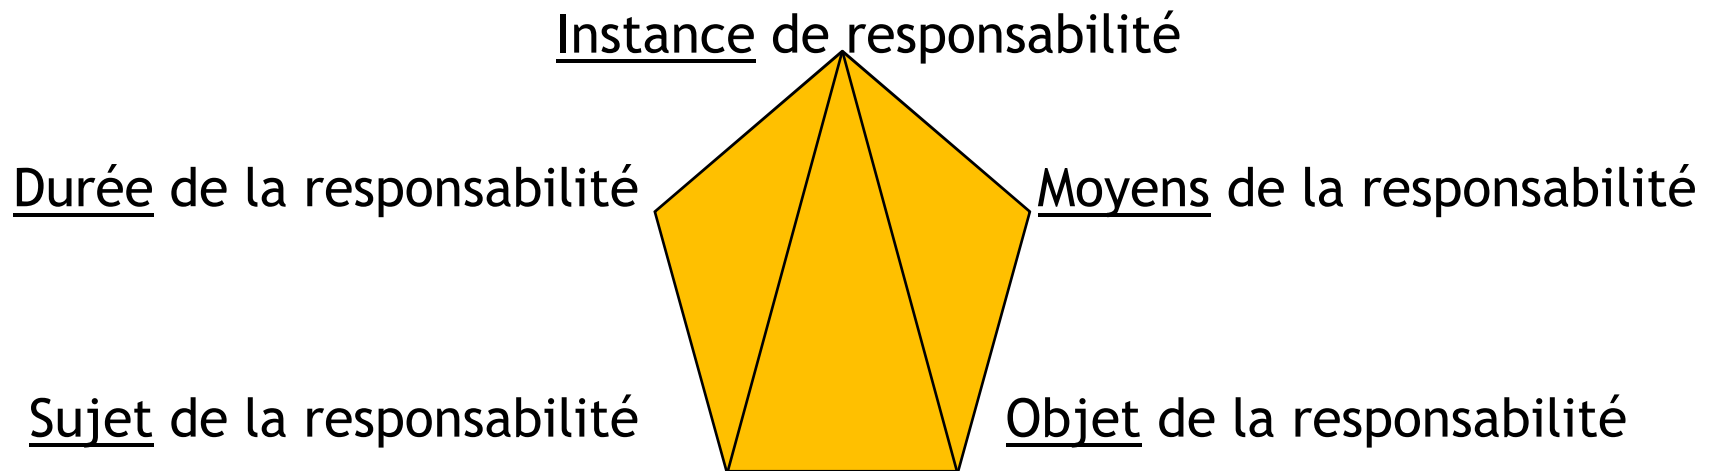 Instance de responsabilité
Durée de la responsabilité
Moyens de la responsabilité
Sujet de la responsabilité
Objet de la responsabilité